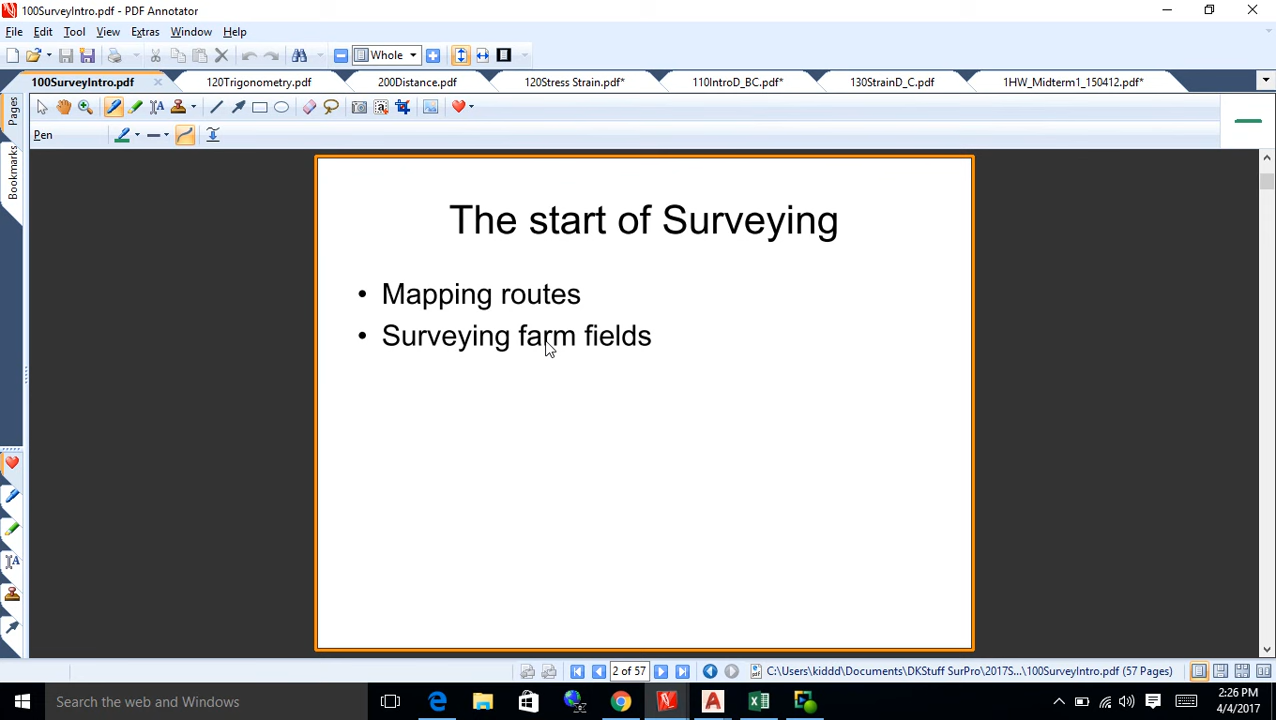 100SurveyIntro.pdf - PDF Annotator
File Edit Tool View Extras Window Help
Whole
100SurveyIntro.pdf 120Trigonometry.pdf 200Distance.pdf 120Stress Strain.pdf* 110IntroD_BC.pdf* 130StrainD_C.pdf 1HW_Midterm1_150412.pdf*
Pages
Pen
Bookmarks
The start of Surveying
• Mapping routes
• Surveying farm fields
2 of 57
C:\Users\kiddd\Documents\DKStuff SurPro\2017S...\100SurveyIntro.pdf (57 Pages)
Search the web and Windows
2:26 PM
4/4/2017